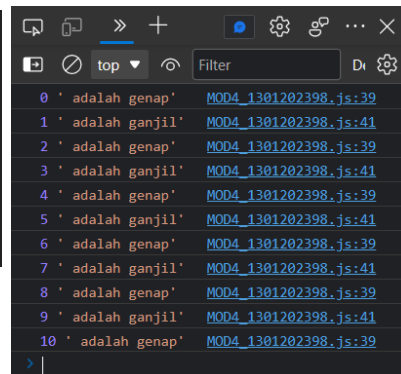 top ▼ Filter De
0 ' adalah genap' MOD4_1301202398.js:39
1 ' adalah ganjil' MOD4_1301202398.js:41
2 ' adalah genap' MOD4_1301202398.js:39
3 ' adalah ganjil' MOD4_1301202398.js:41
4 ' adalah genap' MOD4_1301202398.js:39
5 ' adalah ganjil' MOD4_1301202398.js:41
6 ' adalah genap' MOD4_1301202398.js:39
7 ' adalah ganjil' MOD4_1301202398.js:41
8 ' adalah genap' MOD4_1301202398.js:39
9 ' adalah ganjil' MOD4_1301202398.js:41
10 ' adalah genap' MOD4_1301202398.js:39